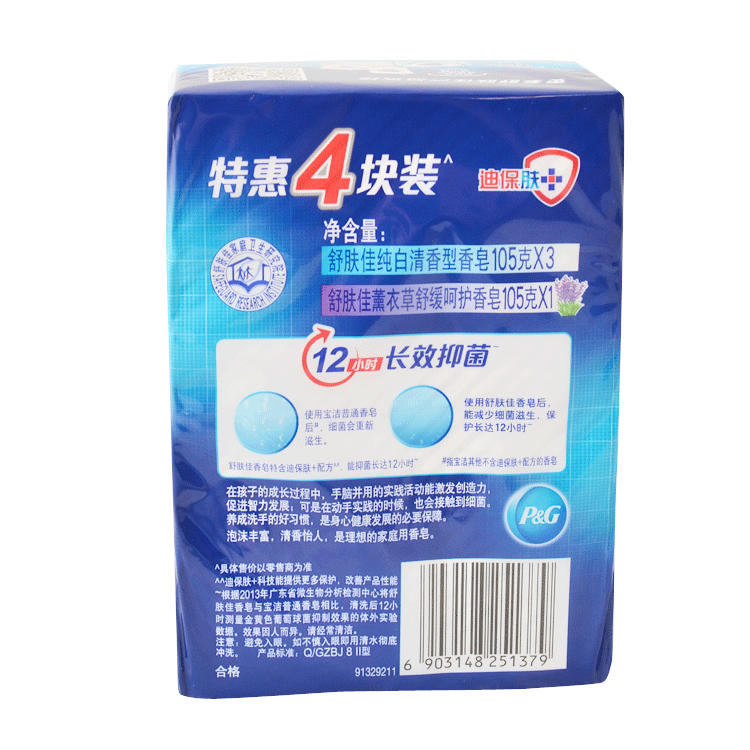 特惠4块装^
迪保肤+
净含量：
舒肤佳纯白清香型香皂105克X3
舒肤佳薰衣草舒缓呵护香皂105克X1
舒肤佳家庭卫生研究院
SAFEGUARD RESEARCH INSTITUTE
12小时 长效抑菌~
使用宝洁普通香皂
后#，细菌会重新
滋生。
使用舒肤佳香皂后，
能减少细菌滋生，保
护长达12小时~
舒肤佳香皂特含迪保肤+配方^^，能抑菌长达12小时~
#指宝洁其他不含迪保肤+配方的香皂
在孩子的成长过程中，手脑并用的实践活动能激发创造力，
促进智力发展；可是在动手实践的时候，也会接触到细菌。
养成洗手的好习惯，是身心健康发展的必要保障。
泡沫丰富，清香怡人，是理想的家庭用香皂。
P&G
^具体售价以零售商为准
^^迪保肤+科技能提供更多保护，改善产品性能
~根据2013年广东省微生物分析检测中心将舒
肤佳香皂与宝洁普通香皂相比，清洗后12小
时测量金黄色葡萄球菌抑制效果的体外实验
数据。效果因人而异。请经常清洁。
注意：避免入眼。如不慎入眼即用清水彻底
冲洗。 产品标准：Q/GZBJ 8 II型
合格 91329211
6 903148 251379